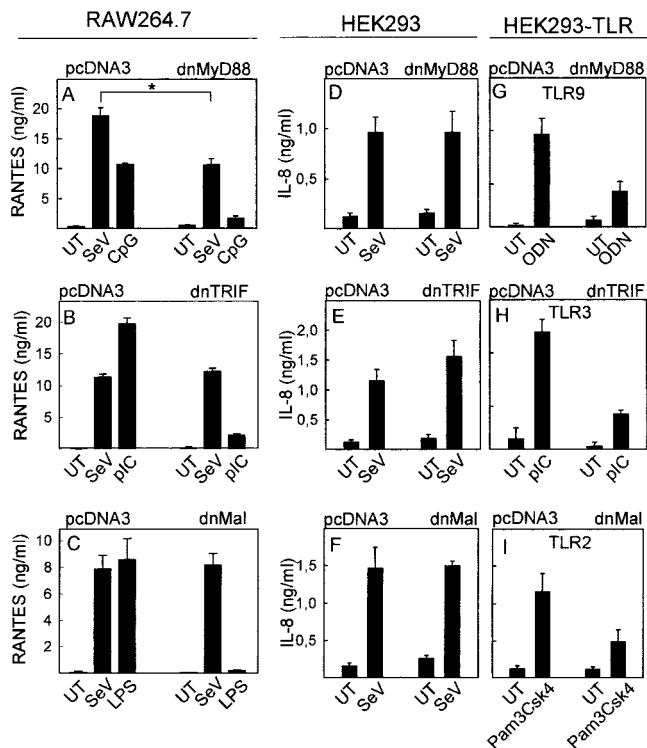 RAW264.7 HEK293 HEK293-TLR
pcDNA3 dnMyD88 pcDNA3 dnMyD88 pcDNA3 dnMyD88
A * D G TLR9
RANTES (ng/ml) 20 15 10 5
IL-8 (ng/ml) 1,0 0,5
UT SeV CpG UT SeV CpG UT SeV UT SeV UT ODN UT ODN
pcDNA3 dnTRIF pcDNA3 dnTRIF pcDNA3 dnTRIF
B E H TLR3
RANTES (ng/ml) 20 15 10 5
IL-8 (ng/ml) 2,0 1,5 1,0 0,5
UT SeV pIC UT SeV pIC UT SeV UT SeV UT pIC UT pIC
pcDNA3 dnMal pcDNA3 dnMal pcDNA3 dnMal
C F I TLR2
RANTES (ng/ml) 10 8 6 4 2
IL-8 (ng/ml) 1,5 1,0 0,5
UT SeV LPS UT SeV LPS UT SeV UT SeV UT Pam3Csk4 UT Pam3Csk4